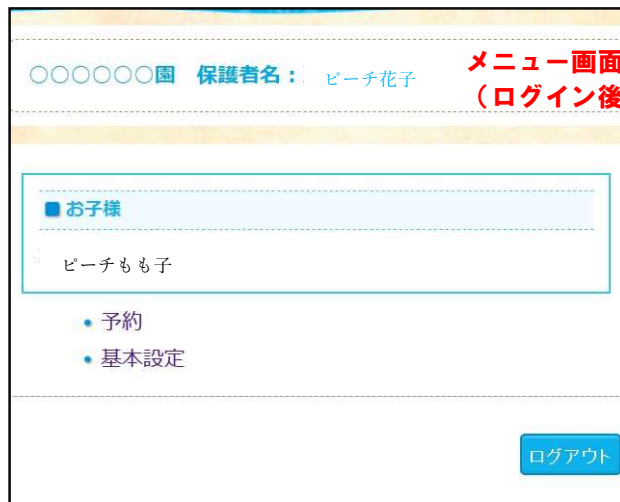 ○○○○○○園 保護者名： ピーチ花子
メニュー画面
（ログイン後
■お子様
ピーチもも子
• 予約
• 基本設定
ログアウト